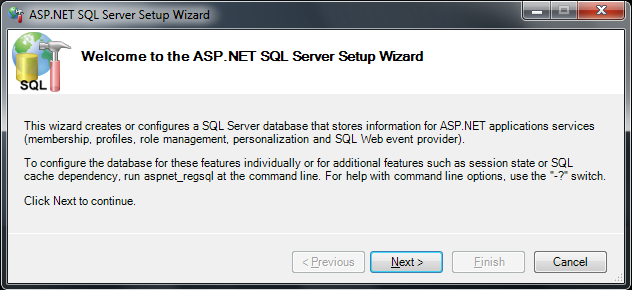 ASP.NET SQL Server Setup Wizard
Welcome to the ASP.NET SQL Server Setup Wizard
SQL
This wizard creates or configures a SQL Server database that stores information for ASP.NET applications services
(membership, profiles, role management, personalization and SQL Web event provider).
To configure the database for these features individually or for additional features such as session state or SQL
cache dependency, run aspnet_regsql at the command line. For help with command line options, use the "-?" switch.
Click Next to continue.
< Previous Next > Finish Cancel